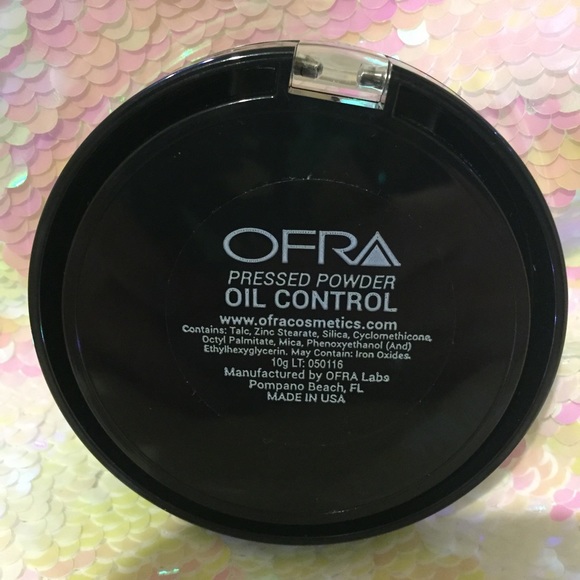 OFRA
PRESSED POWDER
OIL CONTROL
www.ofracosmetics.com
Contains: Talc, Zinc Stearate, Silica, Cyclomethicone,
Octyl Palmitate, Mica, Phenoxyethanol (And)
Ethylhexyglycerin. May Contain: Iron Oxides.
10g LT: 050116
Manufactured by OFRA Labs
Pompano Beach, FL
MADE IN USA